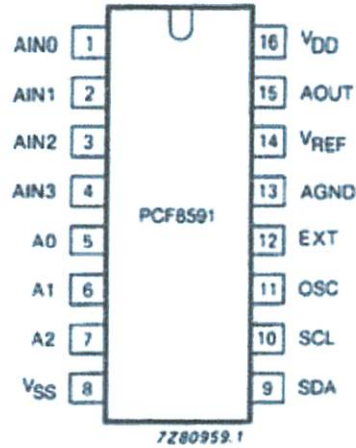 AIN0 1 16 VDD
AIN1 2 15 AOUT
AIN2 3 14 VREF
AIN3 4 13 AGND
PCF8591
A0 5 12 EXT
A1 6 11 OSC
A2 7 10 SCL
VSS 8 9 SDA
7Z80959.1